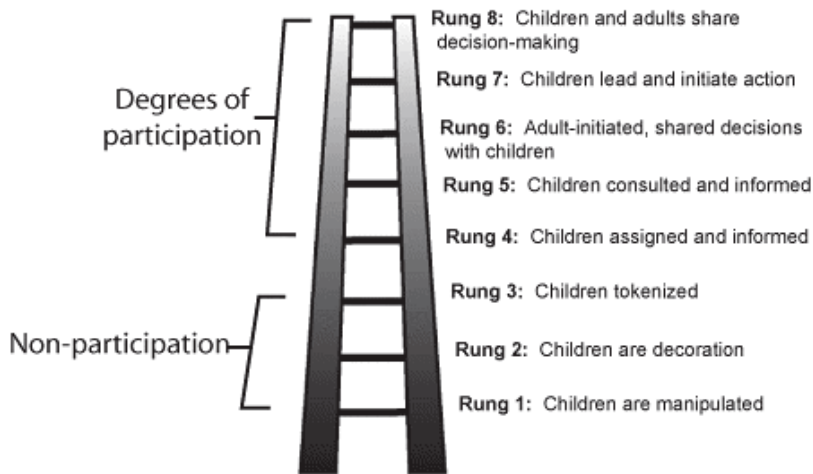 Rung 8: Children and adults share
decision-making
Rung 7: Children lead and initiate action
Degrees of
participation
Rung 6: Adult-initiated, shared decisions
with children
Rung 5: Children consulted and informed
Rung 4: Children assigned and informed
Rung 3: Children tokenized
Non-participation
Rung 2: Children are decoration
Rung 1: Children are manipulated